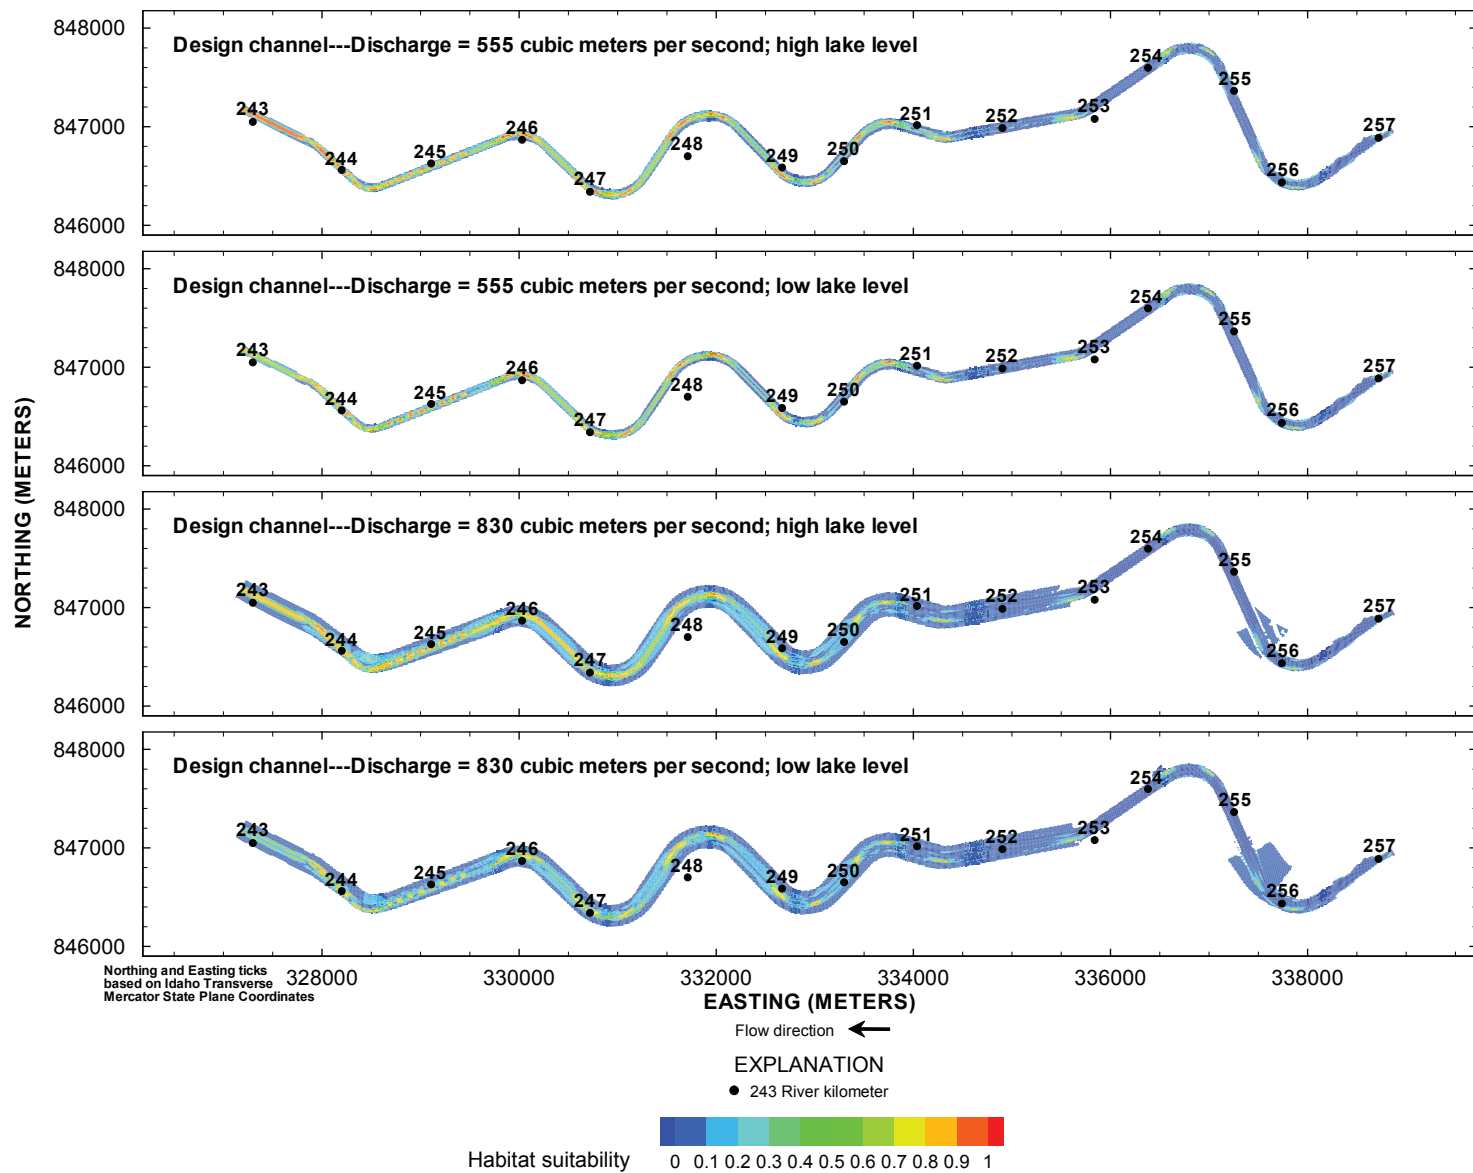 848000
Design channel---Discharge = 555 cubic meters per second; high lake level
847000
846000
243 244 245 246 247 248 249 250 251 252 253 254 255 256 257
848000
Design channel---Discharge = 555 cubic meters per second; low lake level
847000
846000
243 244 245 246 247 248 249 250 251 252 253 254 255 256 257
NORTHING (METERS)
848000
Design channel---Discharge = 830 cubic meters per second; high lake level
847000
846000
243 244 245 246 247 248 249 250 251 252 253 254 255 256 257
848000
Design channel---Discharge = 830 cubic meters per second; low lake level
847000
846000
243 244 245 246 247 248 249 250 251 252 253 254 255 256 257
Northing and Easting ticks
based on Idaho Transverse
Mercator State Plane Coordinates
328000 330000 332000 334000 336000 338000
EASTING (METERS)
Flow direction
EXPLANATION
243 River kilometer
Habitat suitability
0 0.1 0.2 0.3 0.4 0.5 0.6 0.7 0.8 0.9 1